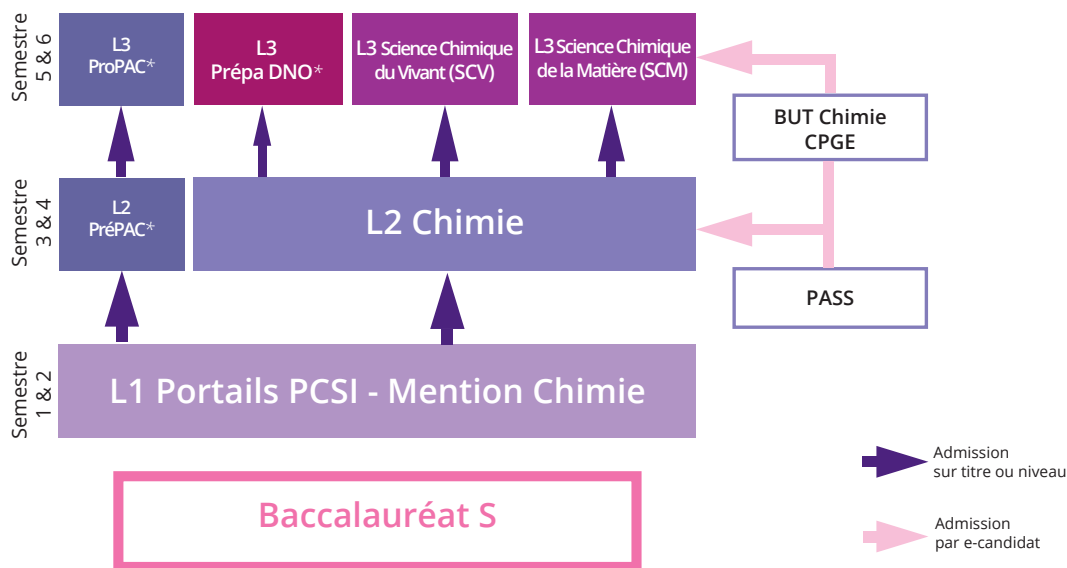 Semestre
5 & 6
L3
ProPAC*
L3
Prépa DNO*
L3 Science Chimique
du Vivant (SCV)
L3 Science Chimique
de la Matière (SCM)
BUT Chimie
CPGE
Semestre
3 & 4
L2
PréPAC*
L2 Chimie
PASS
Semestre
1 & 2
L1 Portails PCSI - Mention Chimie
Baccalauréat S
Admission
sur titre ou niveau
Admission
par e-candidat